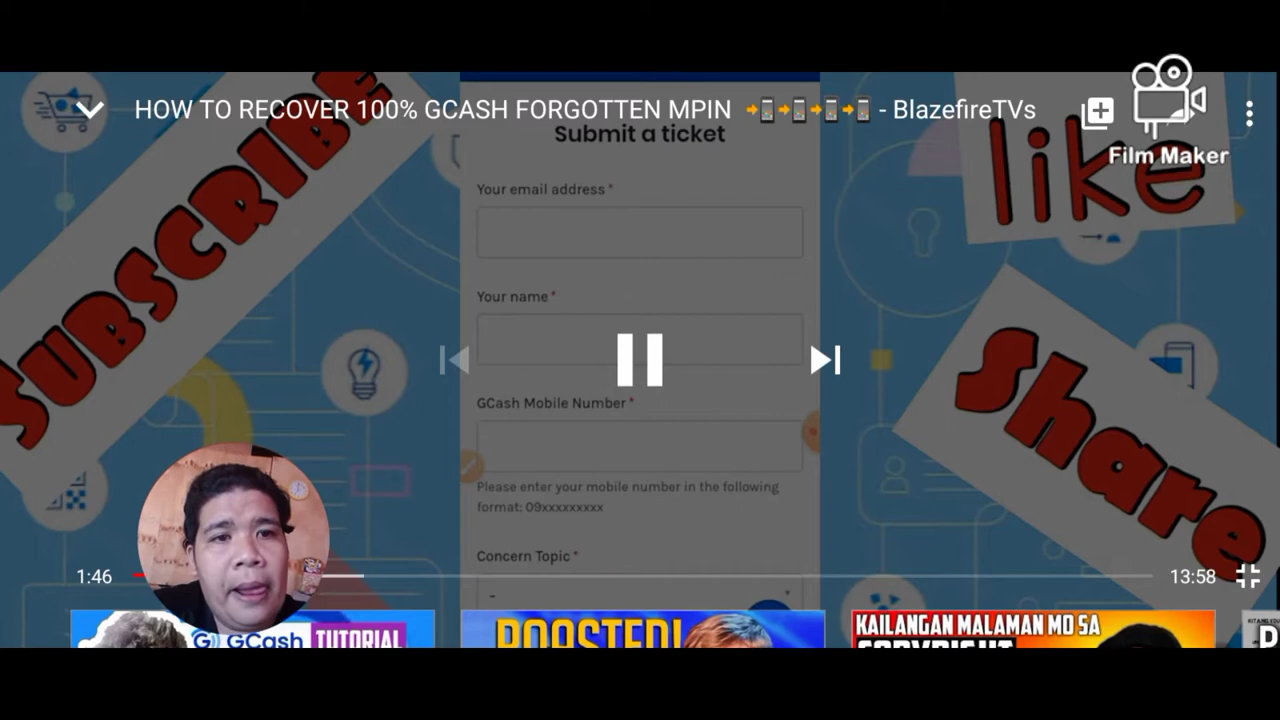 HOW TO RECOVER 100% GCASH FORGOTTEN MPIN - BlazefireTVs
Film Maker
SUBSCRIBE
like
Share
Submit a ticket
Your email address *
Your name *
GCash Mobile Number *
Please enter your mobile number in the following
format: 09xxxxxxxxx
Concern Topic *
-
1:46
13:58
GCash TUTORIAL
ROASTED!
KAILANGAN MALAMAN MO SA
COPYRIGHT